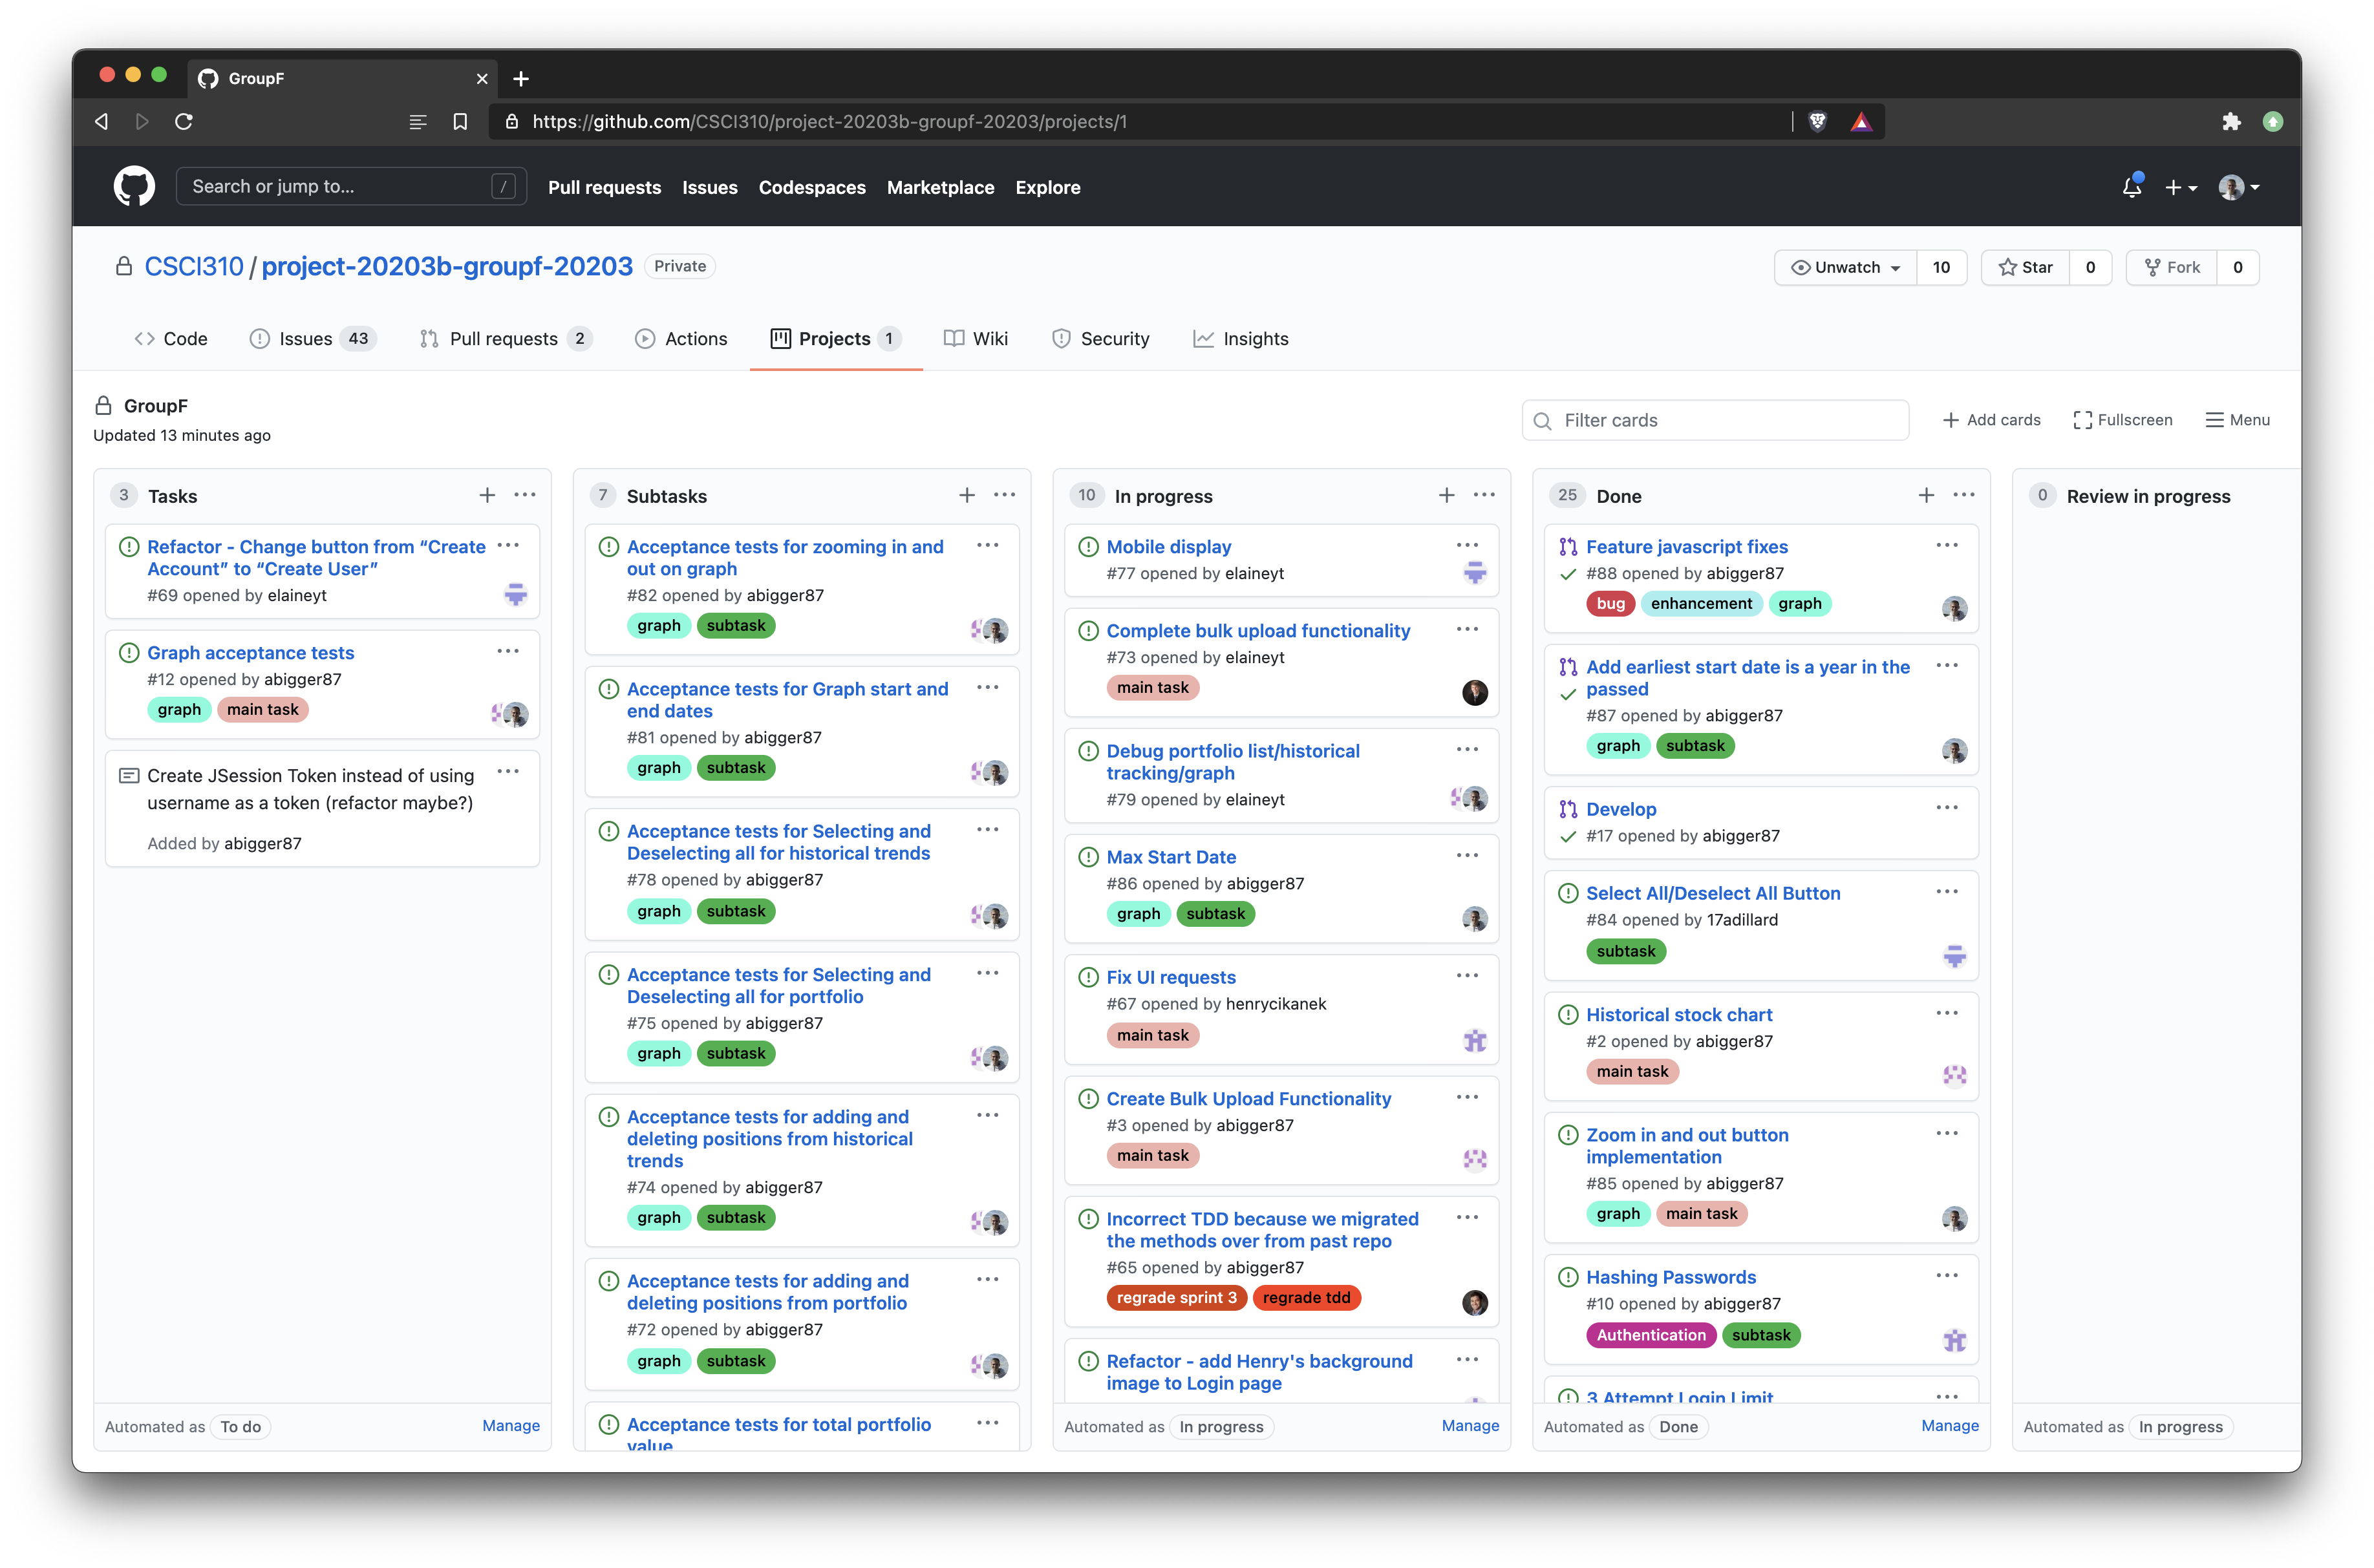 GroupF
https://github.com/CSCI310/project-20203b-groupf-20203/projects/1
Search or jump to...
/
Pull requests
Issues
Codespaces
Marketplace
Explore
CSCI310 / project-20203b-groupf-20203
Private
Unwatch
10
Star
0
Fork
0
Code
Issues 43
Pull requests 2
Actions
Projects 1
Wiki
Security
Insights
GroupF
Updated 13 minutes ago
Filter cards
Add cards
Fullscreen
Menu
3 Tasks
Refactor - Change button from “Create
Account” to “Create User”
#69 opened by elaineyt
Graph acceptance tests
#12 opened by abigger87
graph main task
Create JSession Token instead of using
username as a token (refactor maybe?)
Added by abigger87
Automated as To do
Manage
7 Subtasks
Acceptance tests for zooming in and
out on graph
#82 opened by abigger87
graph subtask
Acceptance tests for Graph start and
end dates
#81 opened by abigger87
graph subtask
Acceptance tests for Selecting and
Deselecting all for historical trends
#78 opened by abigger87
graph subtask
Acceptance tests for Selecting and
Deselecting all for portfolio
#75 opened by abigger87
graph subtask
Acceptance tests for adding and
deleting positions from historical
trends
#74 opened by abigger87
graph subtask
Acceptance tests for adding and
deleting positions from portfolio
#72 opened by abigger87
graph subtask
Acceptance tests for total portfolio
value
10 In progress
Mobile display
#77 opened by elaineyt
Complete bulk upload functionality
#73 opened by elaineyt
main task
Debug portfolio list/historical
tracking/graph
#79 opened by elaineyt
Max Start Date
#86 opened by abigger87
graph subtask
Fix UI requests
#67 opened by henrycikanek
main task
Create Bulk Upload Functionality
#3 opened by abigger87
main task
Incorrect TDD because we migrated
the methods over from past repo
#65 opened by abigger87
regrade sprint 3 regrade tdd
Refactor - add Henry's background
image to Login page
Automated as In progress
Manage
25 Done
Feature javascript fixes
#88 opened by abigger87
bug enhancement graph
Add earliest start date is a year in the
passed
#87 opened by abigger87
graph subtask
Develop
#17 opened by abigger87
Select All/Deselect All Button
#84 opened by 17adillard
subtask
Historical stock chart
#2 opened by abigger87
main task
Zoom in and out button
implementation
#85 opened by abigger87
graph main task
Hashing Passwords
#10 opened by abigger87
Authentication subtask
3 Attempt Login Limit
Automated as Done
Manage
0 Review in progress
Automated as In progress